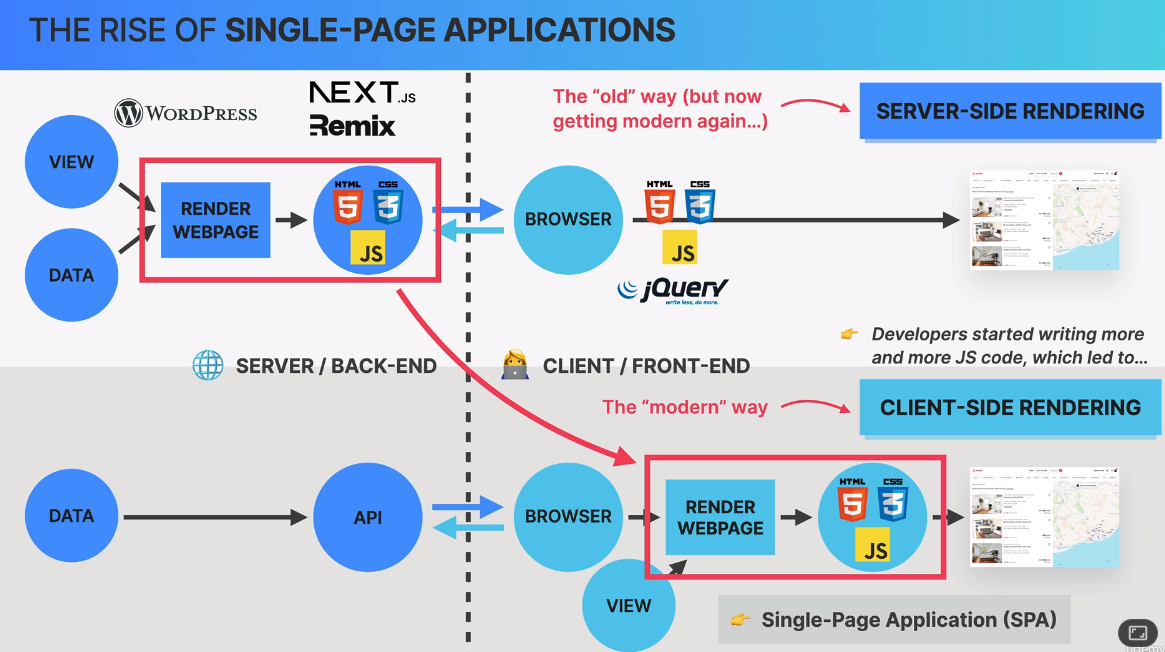 THE RISE OF SINGLE-PAGE APPLICATIONS
WORDPRESS
NEXT.JS
Remix
The “old” way (but now
getting modern again…)
SERVER-SIDE RENDERING
VIEW
DATA
RENDER
WEBPAGE
HTML
5
CSS
3
JS
BROWSER
HTML
5
CSS
3
JS
jQuery
write less, do more.
👉 Developers started writing more
and more JS code, which led to…
🌐 SERVER / BACK-END
👩‍💻 CLIENT / FRONT-END
The “modern” way
CLIENT-SIDE RENDERING
DATA
API
BROWSER
VIEW
RENDER
WEBPAGE
HTML
5
CSS
3
JS
👉 Single-Page Application (SPA)
udemy